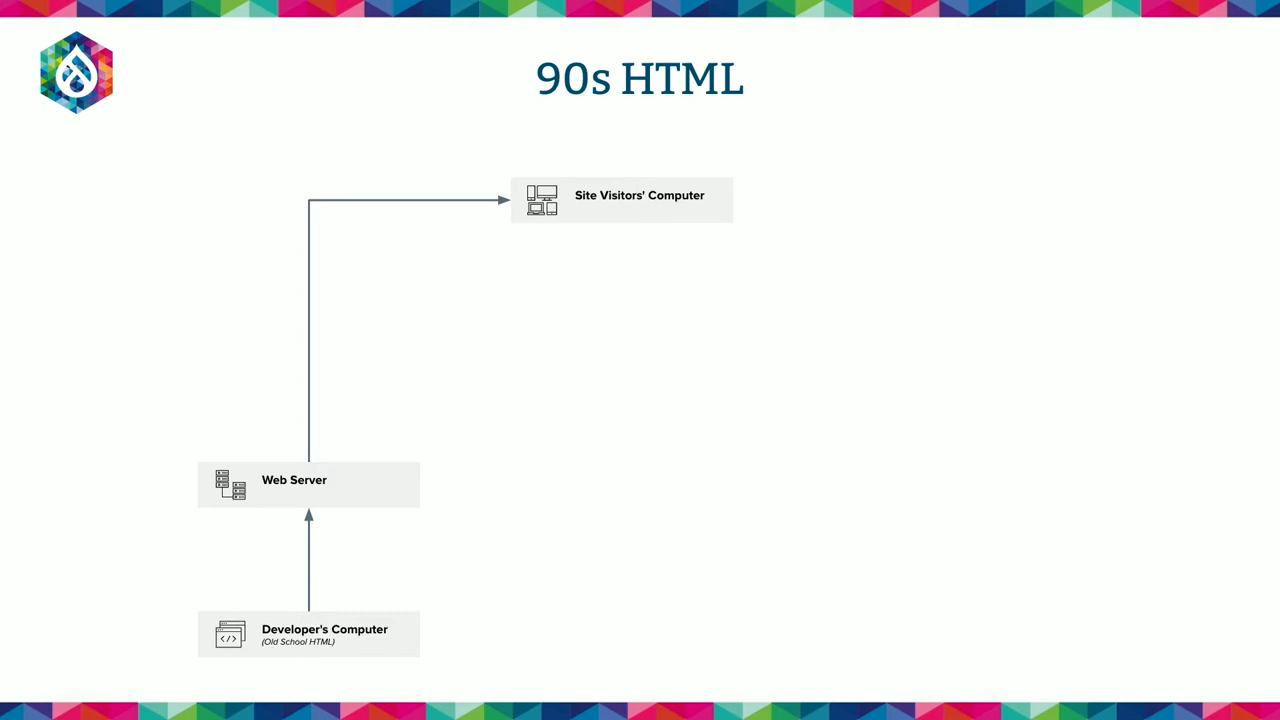 90s HTML
Site Visitors' Computer
Web Server
Developer's Computer
(Old School HTML)